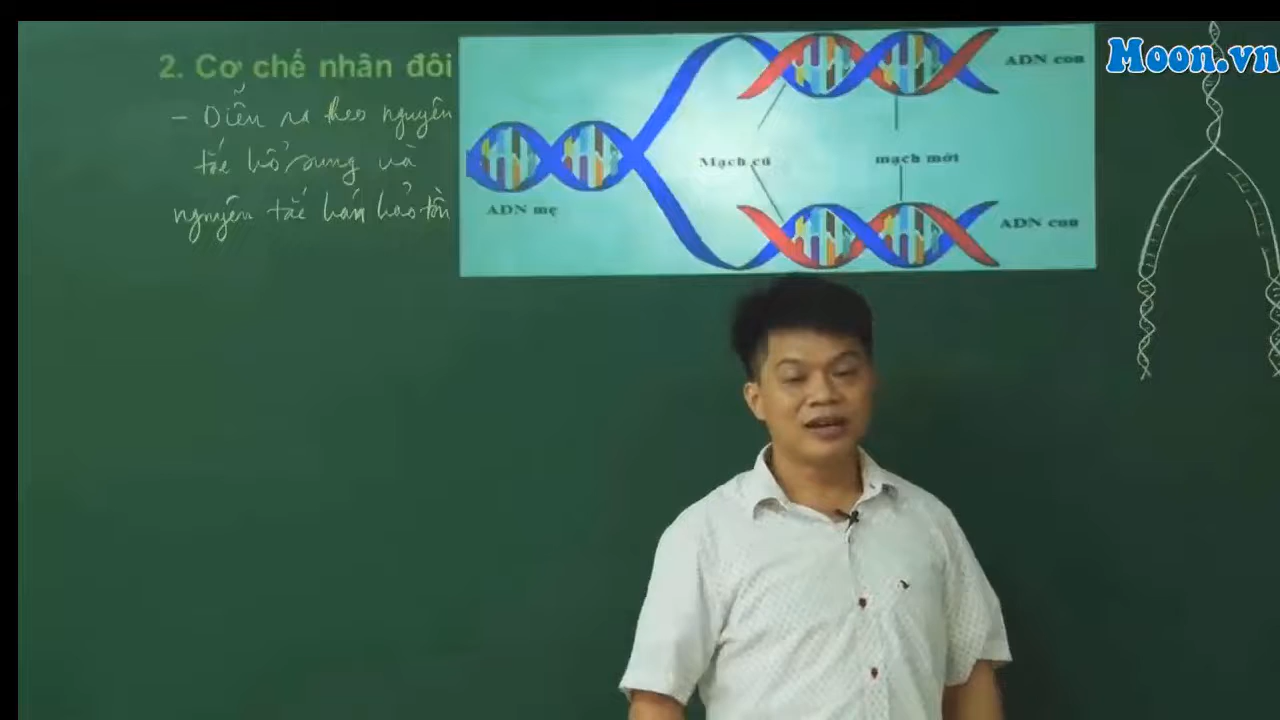 2. Cơ chế nhân đôi
- Diễn ra theo nguyên
tắc bổ sung và
nguyên tắc bán bảo tồn
ADN mẹ
Mạch cũ
mạch mới
ADN con
ADN con
Moon.vn